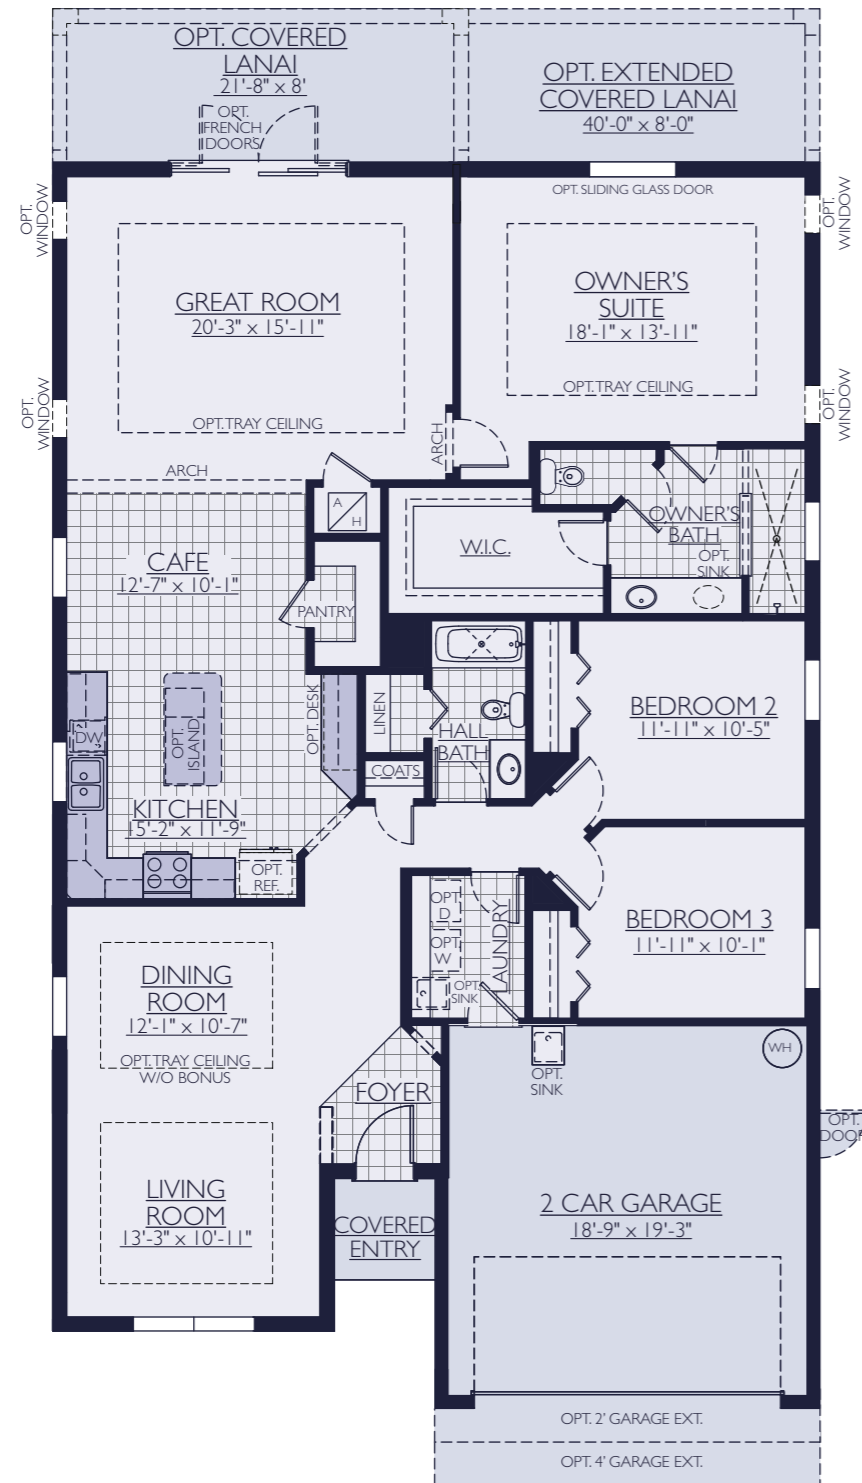 OPT. COVERED
LANAI
21'-8" x 8'
OPT.
FRENCH
DOORS
OPT. EXTENDED
COVERED LANAI
40'-0" x 8'-0"
OPT. SLIDING GLASS DOOR
OPT.
WINDOW
OPT.
WINDOW
GREAT ROOM
20'-3" x 15'-11"
OPT. TRAY CEILING
OWNER'S
SUITE
18'-1" x 13'-11"
OPT. TRAY CEILING
OPT.
WINDOW
OPT.
WINDOW
ARCH
ARCH
A
H
W.I.C.
OWNER'S
BATH
OPT.
SINK
CAFE
12'-7" x 10'-1"
PANTRY
OPT. DESK
LINEN
HALL
BATH
COATS
DW
OPT.
ISLAND
KITCHEN
15'-2" x 11'-9"
OPT.
REF.
BEDROOM 2
11'-11" x 10'-5"
BEDROOM 3
11'-11" x 10'-1"
OPT
D
OPT.
W
OPT.
SINK
LAUNDRY
DINING
ROOM
12'-1" x 10'-7"
OPT. TRAY CEILING
W/O BONUS
FOYER
OPT.
SINK
WH
OPT.
DOOR
LIVING
ROOM
13'-3" x 10'-11"
COVERED
ENTRY
2 CAR GARAGE
18'-9" x 19'-3"
OPT. 2' GARAGE EXT.
OPT. 4' GARAGE EXT.